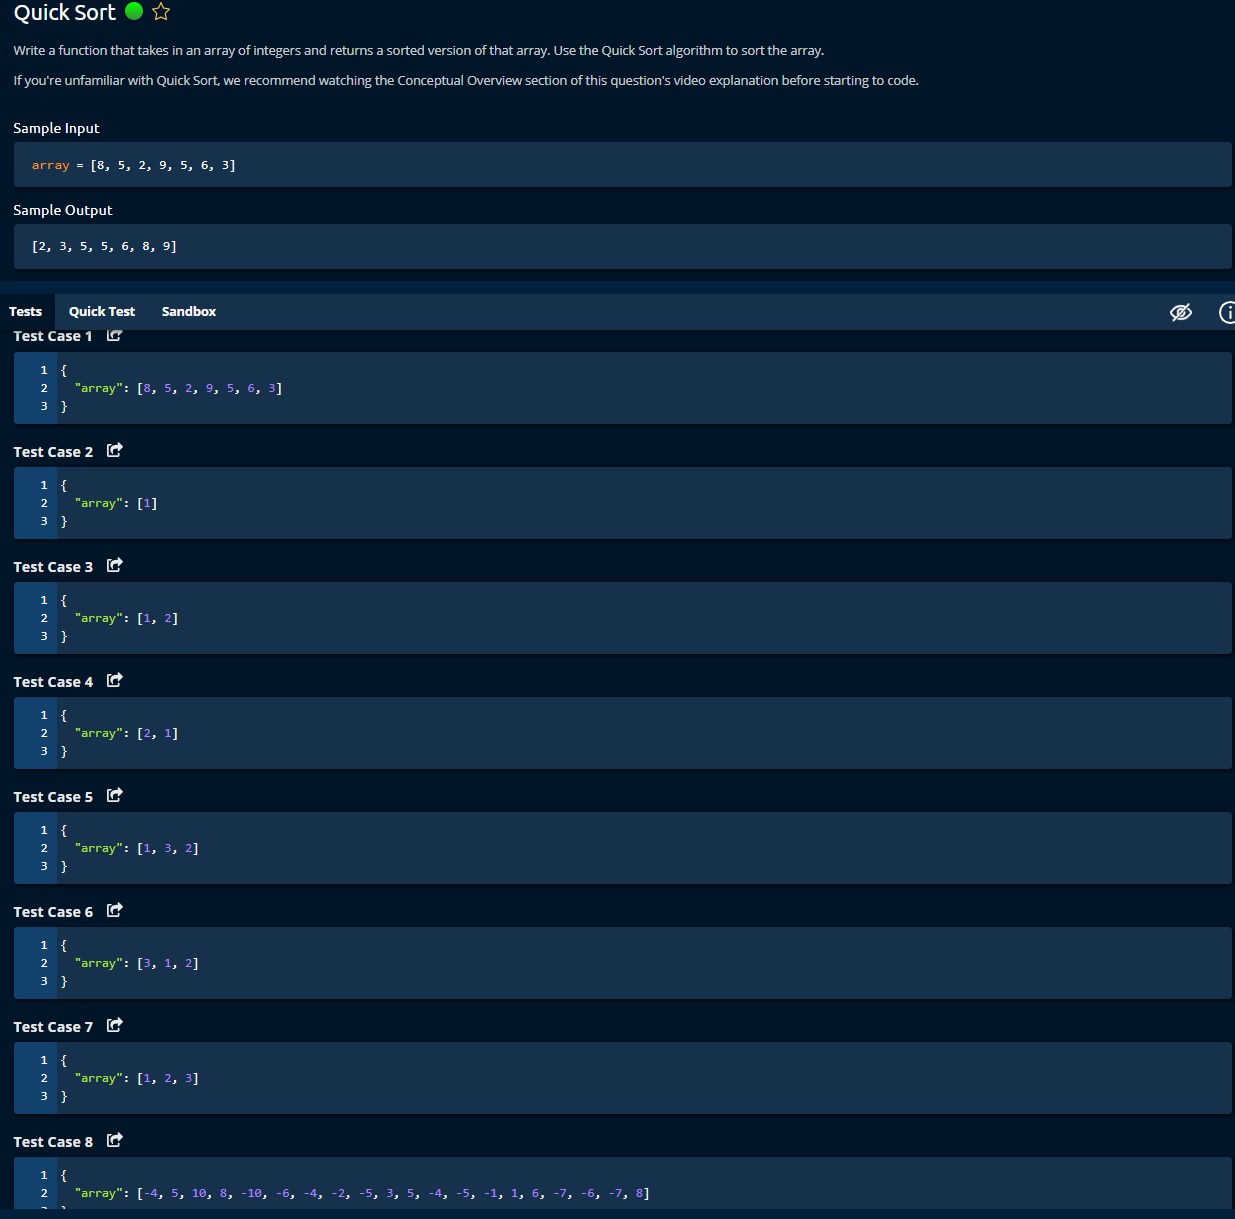 Quick Sort
Write a function that takes in an array of integers and returns a sorted version of that array. Use the Quick Sort algorithm to sort the array.
If you're unfamiliar with Quick Sort, we recommend watching the Conceptual Overview section of this question's video explanation before starting to code.
Sample Input
array = [8, 5, 2, 9, 5, 6, 3]
Sample Output
[2, 3, 5, 5, 6, 8, 9]
Tests Quick Test Sandbox
Test Case 1
1 {
2 "array": [8, 5, 2, 9, 5, 6, 3]
3 }
Test Case 2
1 {
2 "array": [1]
3 }
Test Case 3
1 {
2 "array": [1, 2]
3 }
Test Case 4
1 {
2 "array": [2, 1]
3 }
Test Case 5
1 {
2 "array": [1, 3, 2]
3 }
Test Case 6
1 {
2 "array": [3, 1, 2]
3 }
Test Case 7
1 {
2 "array": [1, 2, 3]
3 }
Test Case 8
1 {
2 "array": [-4, 5, 10, 8, -10, -6, -4, -2, -5, 3, 5, -4, -5, -1, 1, 6, -7, -6, -7, 8]